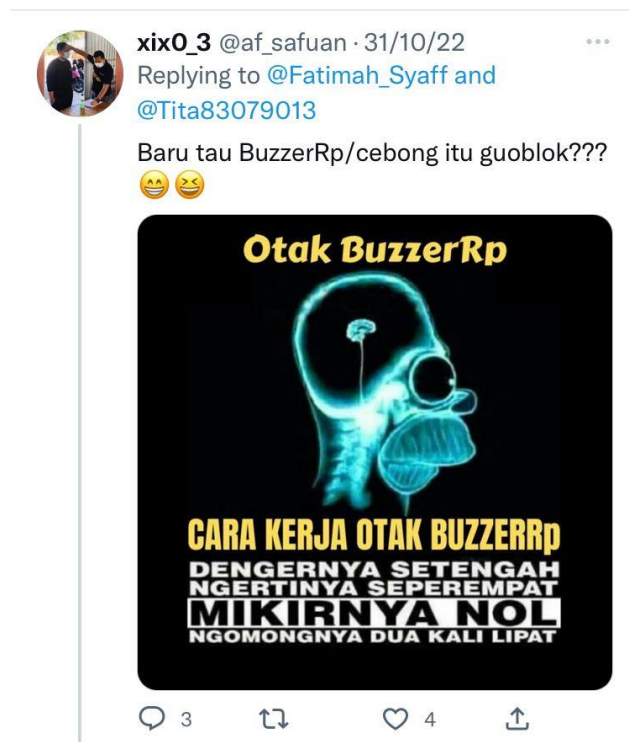 xix0_3 @af_safuan · 31/10/22
Replying to @Fatimah_Syaff and
@Tita83079013
Baru tau BuzzerRp/cebong itu guoblok???
😁😆
Otak BuzzerRp
CARA KERJA OTAK BUZZERRp
DENGERNYA SETENGAH
NGERTINYA SEPEREMPAT
MIKIRNYA NOL
NGOMONGNYA DUA KALI LIPAT
3
4